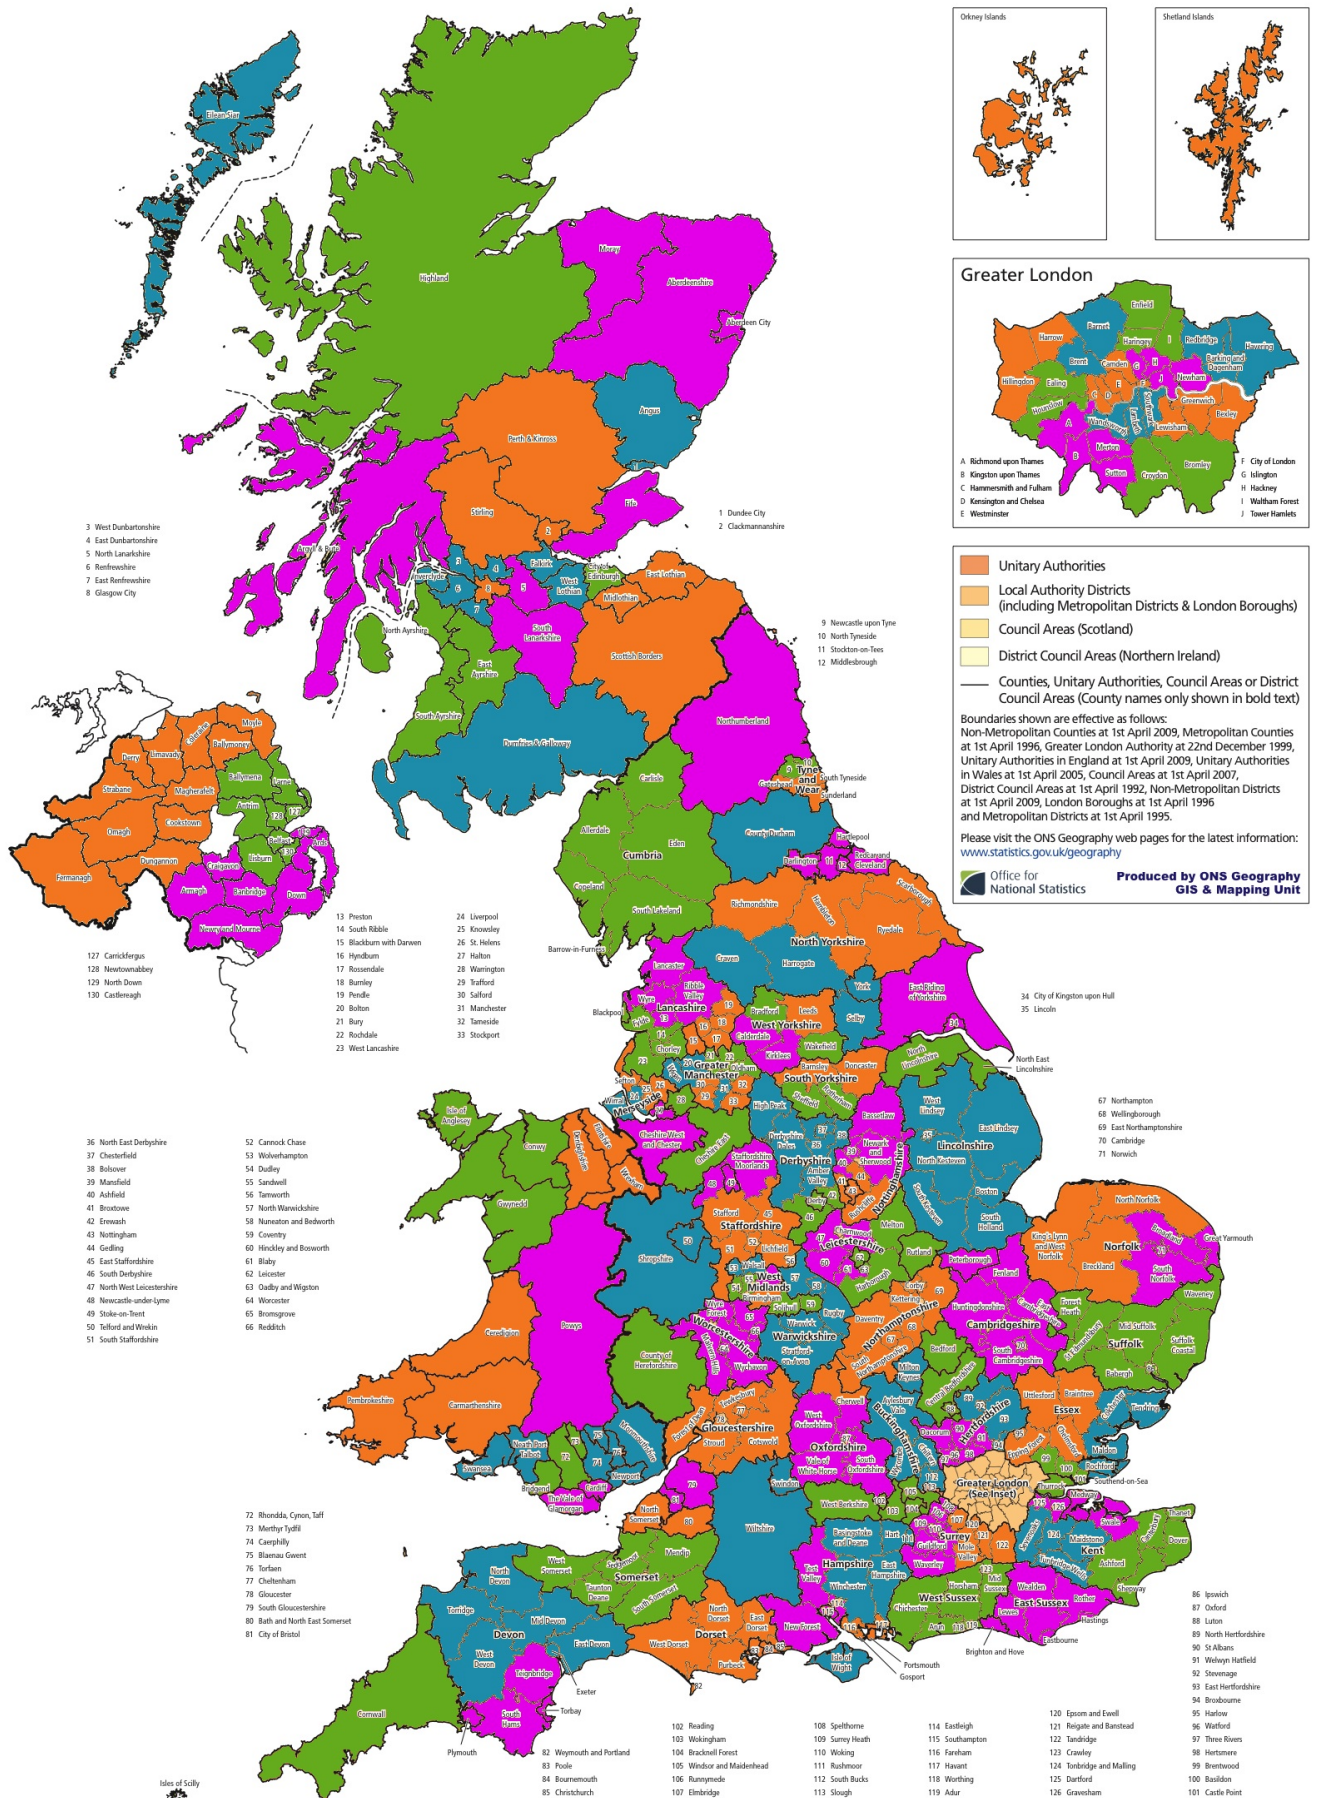 Orkney Islands
Shetland Islands
Eilean Siar
Highland
Moray
Aberdeenshire
Aberdeen City
Angus
Perth & Kinross
Stirling
Fife
Argyll & Bute
Inverclyde
Falkirk
West
Lothian
City of
Edinburgh
East Lothian
Midlothian
North Ayrshire
East
Ayrshire
South Ayrshire
South
Lanarkshire
Scottish Borders
Dumfries & Galloway
1 Dundee City
2 Clackmannanshire
3 West Dunbartonshire
4 East Dunbartonshire
5 North Lanarkshire
6 Renfrewshire
7 East Renfrewshire
8 Glasgow City
9 Newcastle upon Tyne
10 North Tyneside
11 Stockton-on-Tees
12 Middlesbrough
Greater London
Enfield
Barnet
Harrow
Haringey
Redbridge
Havering
Brent
Camden
Barking and
Dagenham
Hillingdon
Ealing
Newham
Hounslow
Greenwich
Bexley
Wandsworth
Lambeth
Southwark
Lewisham
Merton
Sutton
Croydon
Bromley
A Richmond upon Thames
B Kingston upon Thames
C Hammersmith and Fulham
D Kensington and Chelsea
E Westminster
F City of London
G Islington
H Hackney
I Waltham Forest
J Tower Hamlets
Unitary Authorities
Local Authority Districts
(including Metropolitan Districts & London Boroughs)
Council Areas (Scotland)
District Council Areas (Northern Ireland)
Counties, Unitary Authorities, Council Areas or District
Council Areas (County names only shown in bold text)
Boundaries shown are effective as follows:
Non-Metropolitan Counties at 1st April 2009, Metropolitan Counties
at 1st April 1996, Greater London Authority at 22nd December 1999,
Unitary Authorities in England at 1st April 2009, Unitary Authorities
in Wales at 1st April 2005, Council Areas at 1st April 2007,
District Council Areas at 1st April 1992, Non-Metropolitan Districts
at 1st April 2009, London Boroughs at 1st April 1996
and Metropolitan Districts at 1st April 1995.
Please visit the ONS Geography web pages for the latest information:
www.statistics.gov.uk/geography
Office for
National Statistics
Produced by ONS Geography
GIS & Mapping Unit
Moyle
Coleraine
Ballymoney
Derry
Limavady
Ballymena
Larne
Strabane
Magherafelt
Antrim
Omagh
Cookstown
Belfast
Ards
Dungannon
Lisburn
Craigavon
Fermanagh
Armagh
Banbridge
Down
Newry and Mourne
127 Carrickfergus
128 Newtownabbey
129 North Down
130 Castlereagh
Northumberland
Tyne
and
Wear
South Tyneside
Gateshead
Sunderland
Carlisle
Allerdale
Eden
Cumbria
Copeland
South Lakeland
Barrow-in-Furness
County Durham
Hartlepool
Darlington
Redcar and
Cleveland
Richmondshire
Hambleton
Scarborough
Ryedale
North Yorkshire
Craven
Harrogate
York
Selby
East Riding
of Yorkshire
Lancaster
Wyre
Ribble
Valley
Lancashire
Blackpool
Fylde
Chorley
Bradford
Leeds
West Yorkshire
Calderdale
Kirklees
Wakefield
Barnsley
Doncaster
South Yorkshire
Sheffield
Rotherham
Greater
Manchester
Wigan
Oldham
Sefton
Wirral
Merseyside
North
Lincolnshire
North East
Lincolnshire
13 Preston
14 South Ribble
15 Blackburn with Darwen
16 Hyndburn
17 Rossendale
18 Burnley
19 Pendle
20 Bolton
21 Bury
22 Rochdale
23 West Lancashire
24 Liverpool
25 Knowsley
26 St. Helens
27 Halton
28 Warrington
29 Trafford
30 Salford
31 Manchester
32 Tameside
33 Stockport
34 City of Kingston upon Hull
35 Lincoln
Isle of
Anglesey
Conwy
Denbighshire
Flintshire
Wrexham
Gwynedd
Powys
Ceredigion
Pembrokeshire
Carmarthenshire
Swansea
Neath Port
Talbot
Bridgend
The Vale of
Glamorgan
Cardiff
Newport
Monmouthshire
Cheshire West
and Chester
Cheshire East
High Peak
Derbyshire
Dales
Derbyshire
Amber
Valley
Derby
Bassetlaw
Newark
and
Sherwood
Nottinghamshire
Rushcliffe
West
Lindsey
East Lindsey
Lincolnshire
North Kesteven
South Kesteven
Boston
South
Holland
Staffordshire
Moorlands
Stafford
Staffordshire
Lichfield
Shropshire
Charnwood
Leicestershire
Melton
Harborough
Rutland
Walsall
West
Midlands
Birmingham
Solihull
Wyre
Forest
Worcestershire
Malvern Hills
Wychavon
Warwick
Rugby
Warwickshire
Stratford-
on-Avon
County of
Herefordshire
Corby
Kettering
Daventry
Northamptonshire
South
Northamptonshire
Peterborough
Fenland
Huntingdonshire
East
Cambridgeshire
Cambridgeshire
South
Cambridgeshire
North Norfolk
King's Lynn
and West
Norfolk
Norfolk
Broadland
Great Yarmouth
Breckland
South
Norfolk
Waveney
Forest
Heath
St Edmundsbury
Mid Suffolk
Suffolk
Suffolk
Coastal
Babergh
36 North East Derbyshire
37 Chesterfield
38 Bolsover
39 Mansfield
40 Ashfield
41 Broxtowe
42 Erewash
43 Nottingham
44 Gedling
45 East Staffordshire
46 South Derbyshire
47 North West Leicestershire
48 Newcastle-under-Lyme
49 Stoke-on-Trent
50 Telford and Wrekin
51 South Staffordshire
52 Cannock Chase
53 Wolverhampton
54 Dudley
55 Sandwell
56 Tamworth
57 North Warwickshire
58 Nuneaton and Bedworth
59 Coventry
60 Hinckley and Bosworth
61 Blaby
62 Leicester
63 Oadby and Wigston
64 Worcester
65 Bromsgrove
66 Redditch
67 Northampton
68 Wellingborough
69 East Northamptonshire
70 Cambridge
71 Norwich
Bedford
Central Bedfordshire
Milton
Keynes
Aylesbury
Vale
Buckinghamshire
Wycombe
Chiltern
Dacorum
Hertfordshire
Uttlesford
Braintree
Essex
Colchester
Tendring
Chelmsford
Maldon
Epping Forest
Rochford
Southend-on-Sea
Thurrock
Greater London
(See Inset)
Forest of Dean
Tewkesbury
Gloucestershire
Stroud
Cotswold
Cherwell
West
Oxfordshire
Oxfordshire
Vale of
White Horse
South
Oxfordshire
Swindon
West Berkshire
Wiltshire
North
Somerset
Mendip
Sedgemoor
West
Somerset
Somerset
Taunton
Deane
South Somerset
North
Devon
Torridge
Mid Devon
Devon
East Devon
West
Devon
Teignbridge
Exeter
Torbay
South
Hams
Plymouth
Cornwall
Isles of Scilly
North
Dorset
East
Dorset
West Dorset
Dorset
Purbeck
Basingstoke
and Deane
Hart
Test
Valley
Hampshire
Winchester
East
Hampshire
New Forest
Isle of
Wight
Portsmouth
Gosport
Surrey
Guildford
Waverley
Mole
Valley
Chichester
Horsham
Mid
Sussex
West Sussex
Arun
Brighton and Hove
Wealden
East Sussex
Lewes
Rother
Hastings
Eastbourne
Medway
Swale
Sevenoaks
Maidstone
Kent
Tunbridge Wells
Ashford
Canterbury
Thanet
Dover
Shepway
72 Rhondda, Cynon, Taff
73 Merthyr Tydfil
74 Caerphilly
75 Blaenau Gwent
76 Torfaen
77 Cheltenham
78 Gloucester
79 South Gloucestershire
80 Bath and North East Somerset
81 City of Bristol
82 Weymouth and Portland
83 Poole
84 Bournemouth
85 Christchurch
86 Ipswich
87 Oxford
88 Luton
89 North Hertfordshire
90 St Albans
91 Welwyn Hatfield
92 Stevenage
93 East Hertfordshire
94 Broxbourne
95 Harlow
96 Watford
97 Three Rivers
98 Hertsmere
99 Brentwood
100 Basildon
101 Castle Point
102 Reading
103 Wokingham
104 Bracknell Forest
105 Windsor and Maidenhead
106 Runnymede
107 Elmbridge
108 Spelthorne
109 Surrey Heath
110 Woking
111 Rushmoor
112 South Bucks
113 Slough
114 Eastleigh
115 Southampton
116 Fareham
117 Havant
118 Worthing
119 Adur
120 Epsom and Ewell
121 Reigate and Banstead
122 Tandridge
123 Crawley
124 Tonbridge and Malling
125 Dartford
126 Gravesham